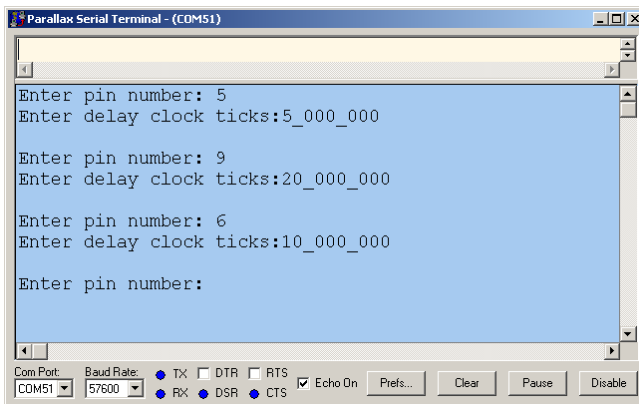 Parallax Serial Terminal - (COM51)
Enter pin number: 5
Enter delay clock ticks:5_000_000
Enter pin number: 9
Enter delay clock ticks:20_000_000
Enter pin number: 6
Enter delay clock ticks:10_000_000
Enter pin number:
Com Port: Baud Rate: TX DTR RTS
COM51 57600 RX DSR CTS Echo On Prefs... Clear Pause Disable